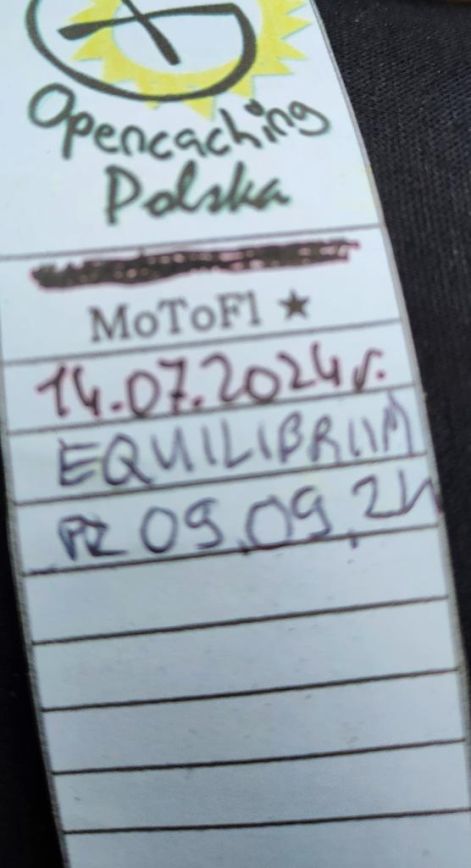 Opencaching
Polska
MoToFl ★
14.07.2024r.
EQUILIBRIUM
PZ 09.09.24